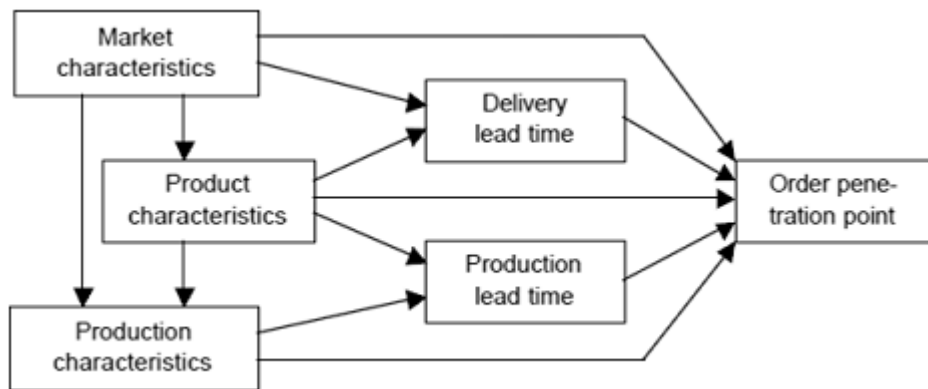 Market
characteristics
Delivery
lead time
Product
characteristics
Order pene-
tration point
Production
lead time
Production
characteristics